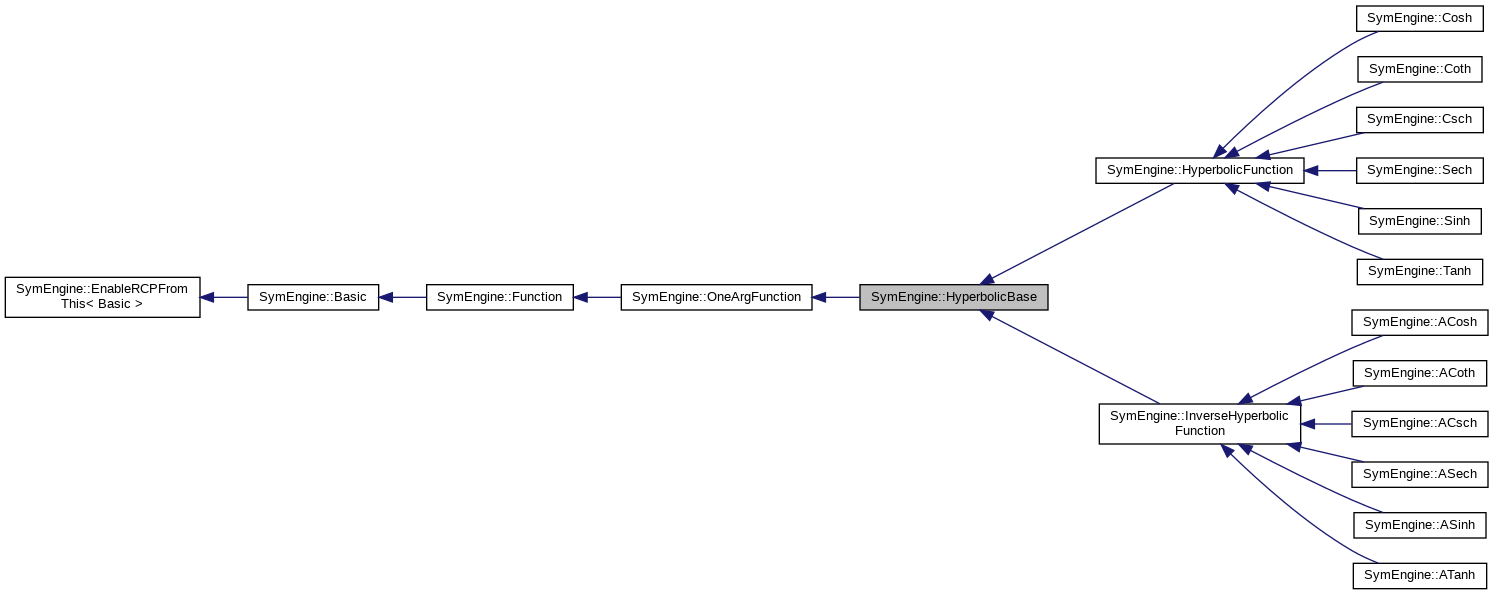 SymEngine::Cosh
SymEngine::Coth
SymEngine::Csch
SymEngine::HyperbolicFunction
SymEngine::Sech
SymEngine::Sinh
SymEngine::Tanh
SymEngine::EnableRCPFrom
This< Basic >
SymEngine::Basic
SymEngine::Function
SymEngine::OneArgFunction
SymEngine::HyperbolicBase
SymEngine::ACosh
SymEngine::ACoth
SymEngine::InverseHyperbolic
Function
SymEngine::ACsch
SymEngine::ASech
SymEngine::ASinh
SymEngine::ATanh